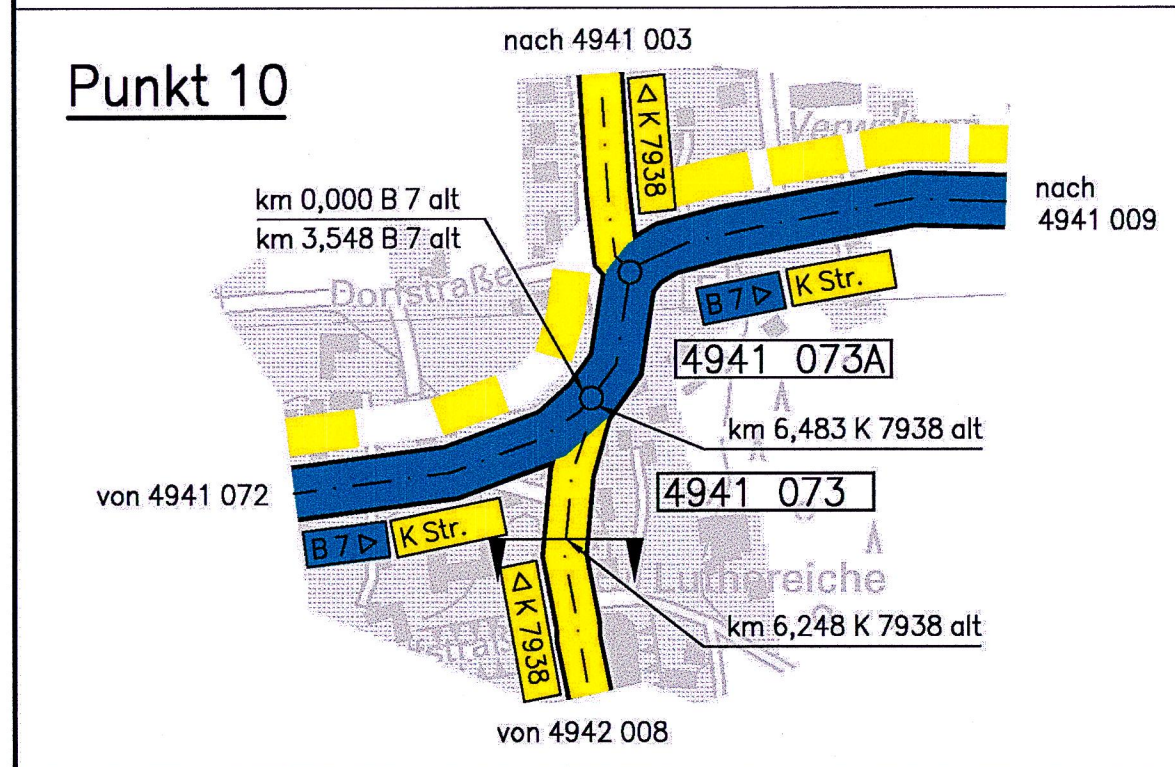 nach 4941 003
Punkt 10
◁ K 7938
Verwaltung
km 0,000 B 7 alt
km 3,548 B 7 alt
nach
4941 009
Dorfstraße
B 7 ▷
K Str.
4941 073A
km 6,483 K 7938 alt
von 4941 072
4941 073
B 7 ▷
K Str.
◁ K 7938
Luthereiche
km 6,248 K 7938 alt
von 4942 008